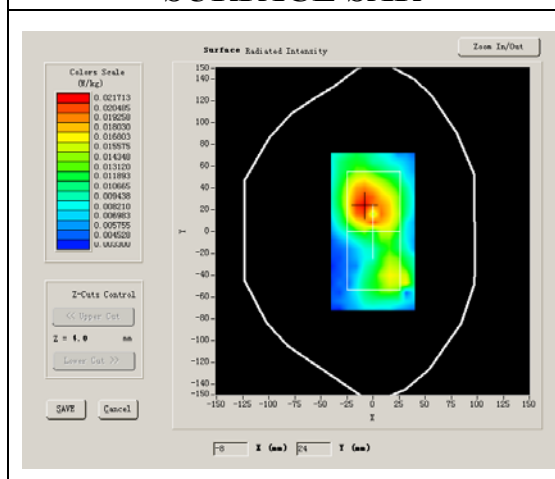 SURFACE SAR
Surface Radiated Intensity
Zoom In/Out
Colors Scale
(W/kg)
0.021713
0.020485
0.019258
0.018030
0.016803
0.015575
0.014348
0.013120
0.011893
0.010665
0.009438
0.008210
0.006983
0.005755
0.004528
0.003300
Z-Cuts Control
<< Upper Cut
Z = 4.0 mm
Lower Cut >>
SAVE Cancel
150
140
120
100
80
60
40
20
0
-20
-40
-60
-80
-100
-120
-140
-150
Y
-150 -125 -100 -75 -50 -25 0 25 50 75 100 125 150
X
-8 X (mm) 24 Y (mm)